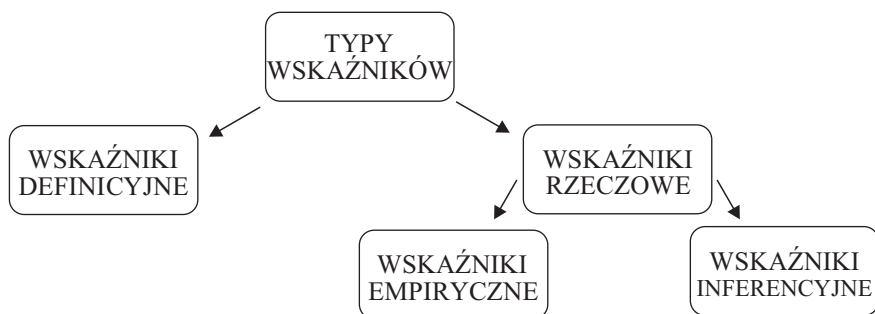 TYPY
WSKAŹNIKÓW
WSKAŹNIKI
DEFINICYJNE
WSKAŹNIKI
RZECZOWE
WSKAŹNIKI
EMPIRYCZNE
WSKAŹNIKI
INFERENCYJNE